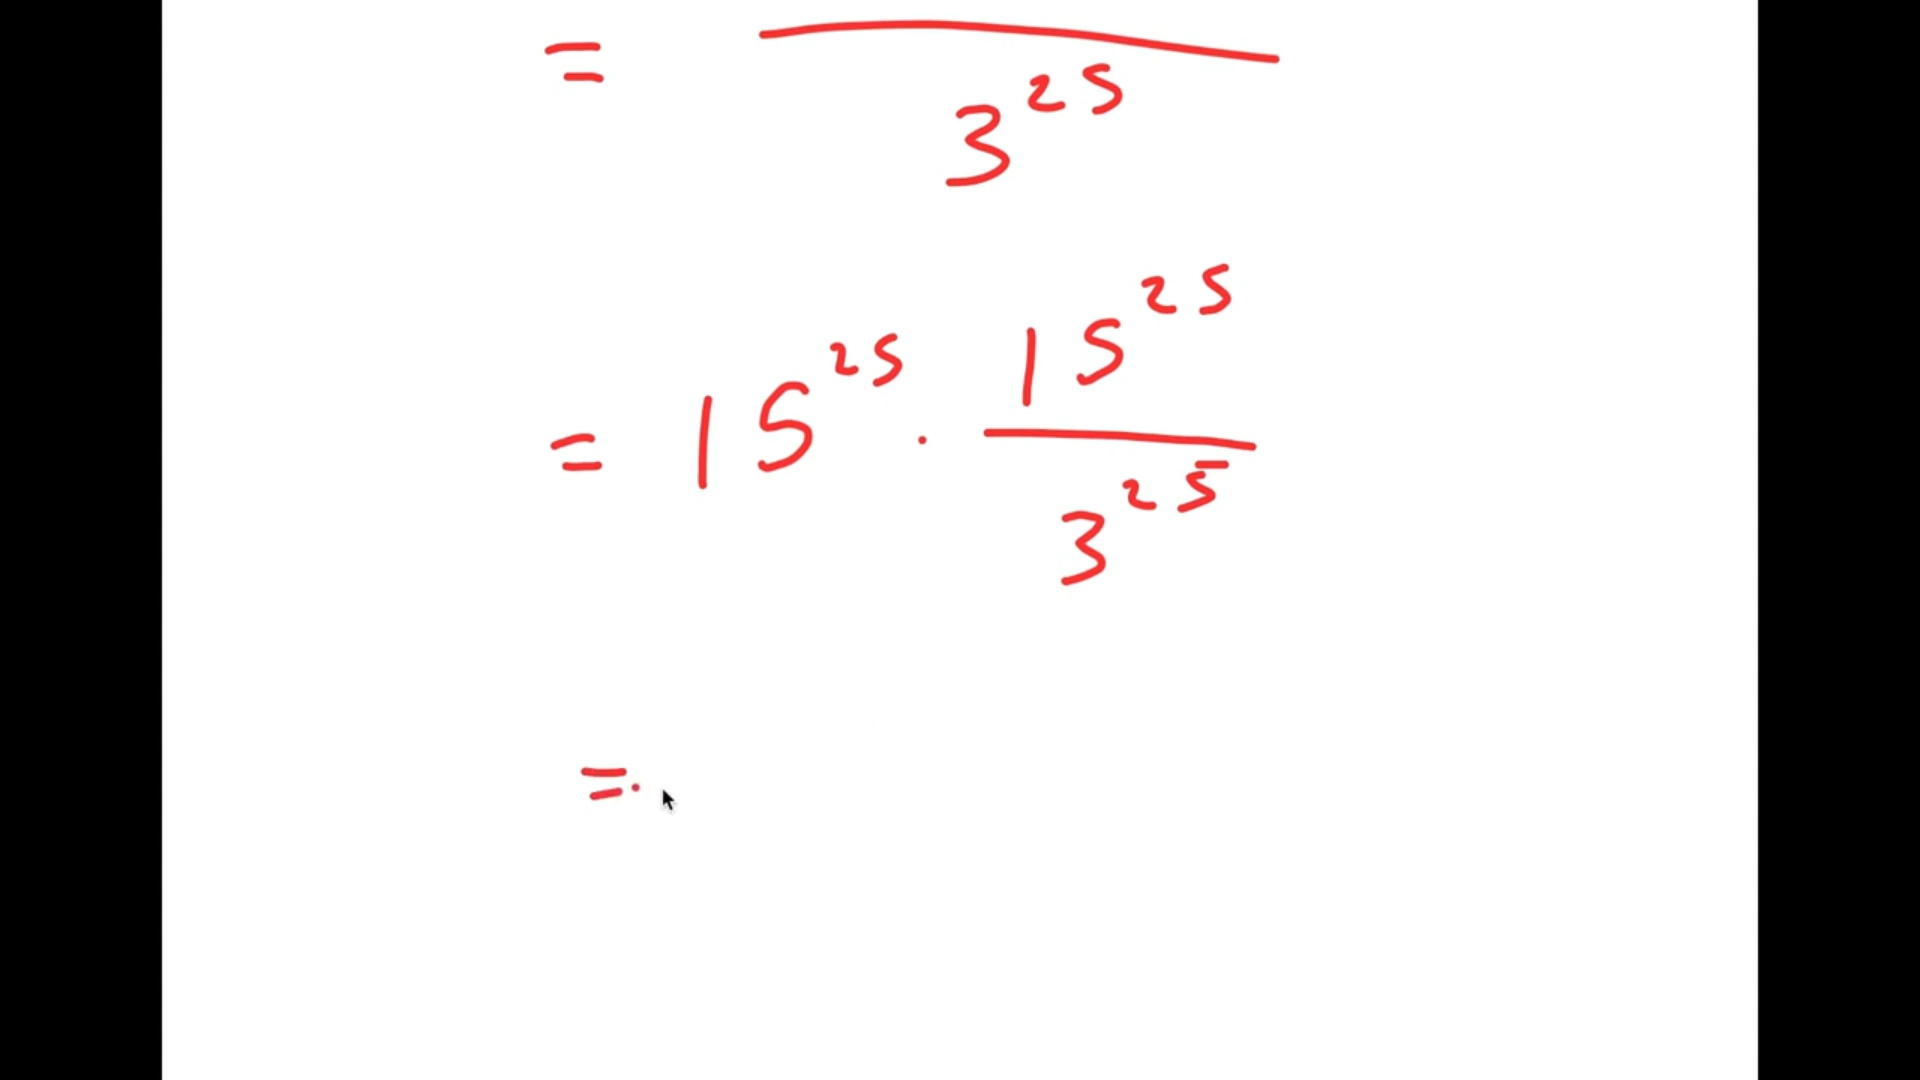 = ―
3^25
= 15^25 · 15^25 / 3^25
= ·